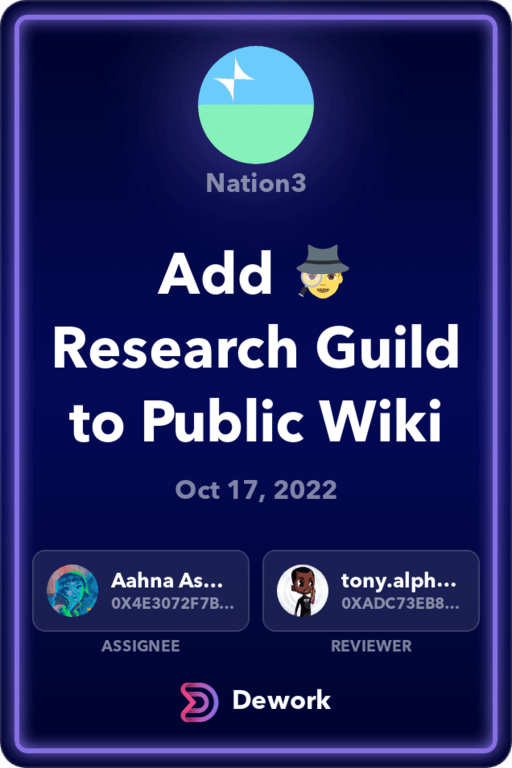 Nation3
Add 🕵️
Research Guild
to Public Wiki
Oct 17, 2022
Aahna As...
0X4E3072F7B...
ASSIGNEE
tony.alph...
0XADC73EB8...
REVIEWER
Dework